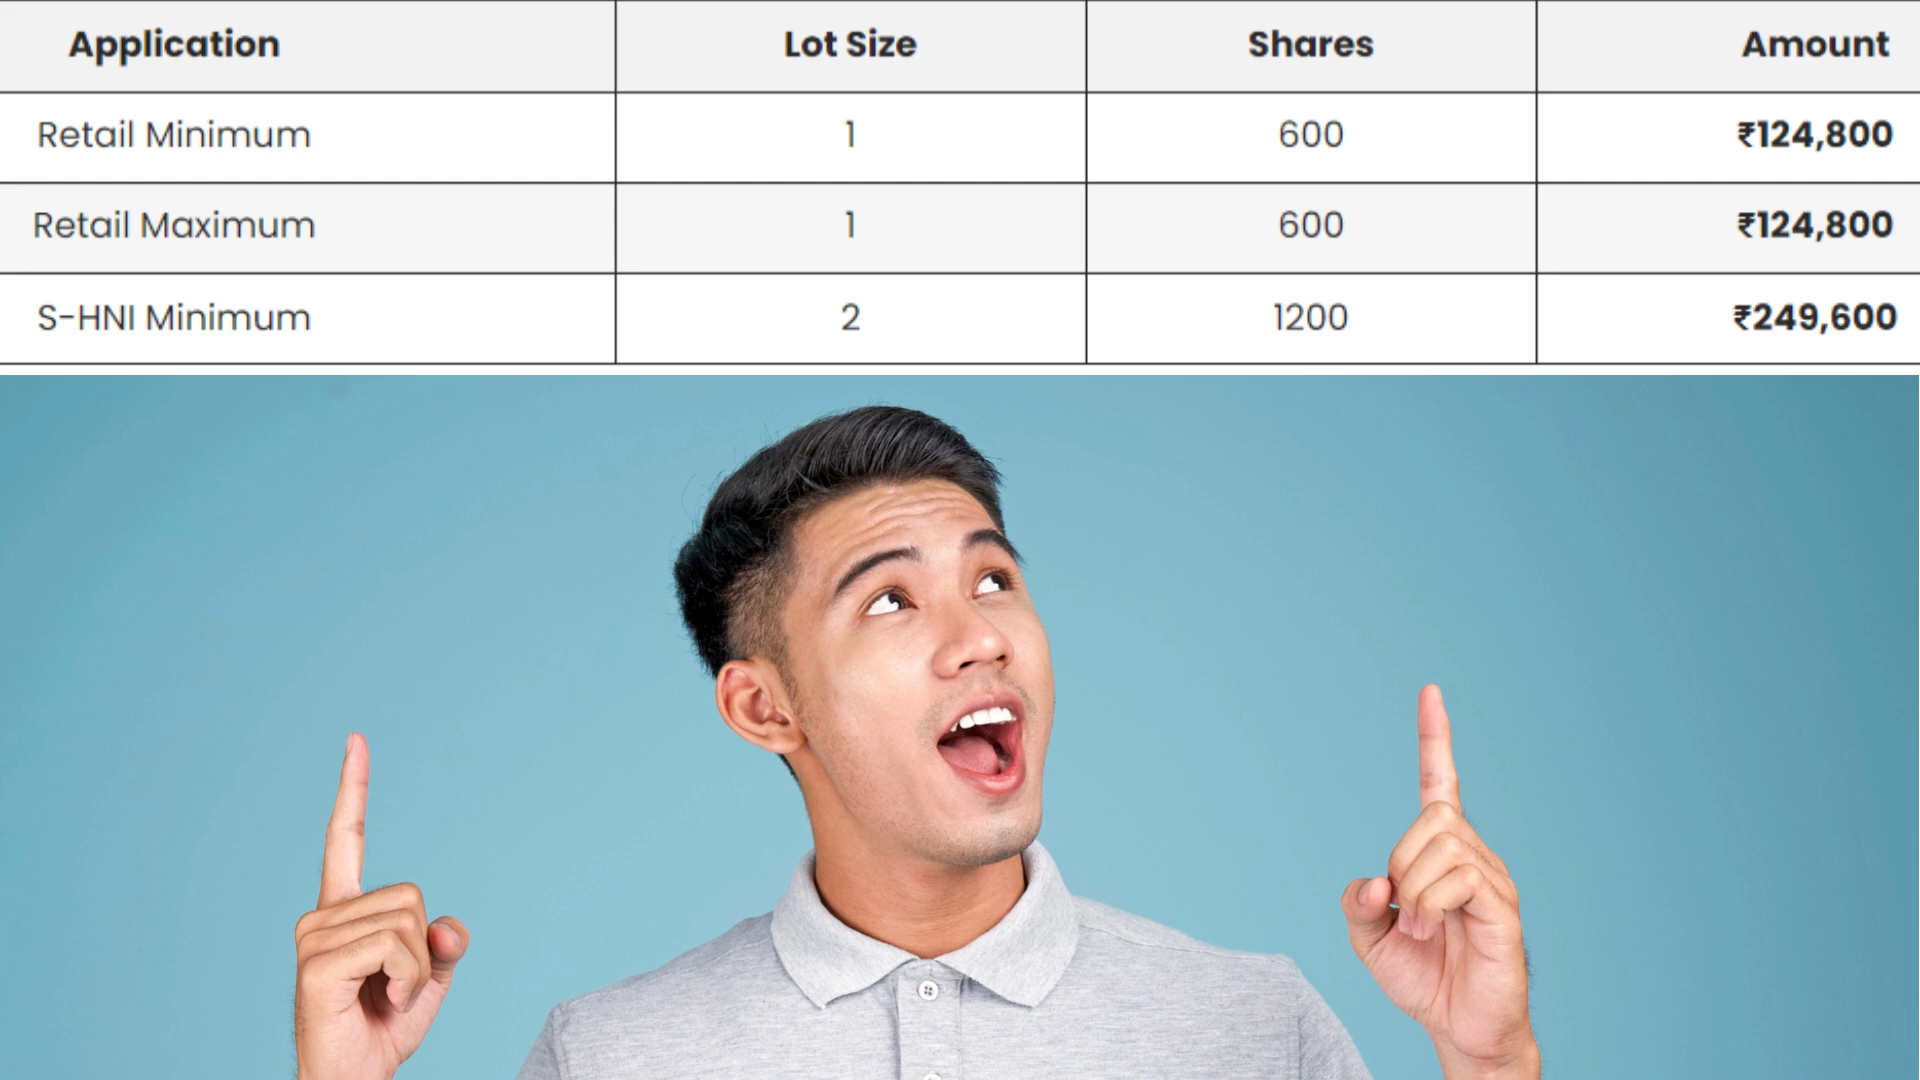 Application Lot Size Shares Amount
Retail Minimum 1 600 ₹124,800
Retail Maximum 1 600 ₹124,800
S-HNI Minimum 2 1200 ₹249,600